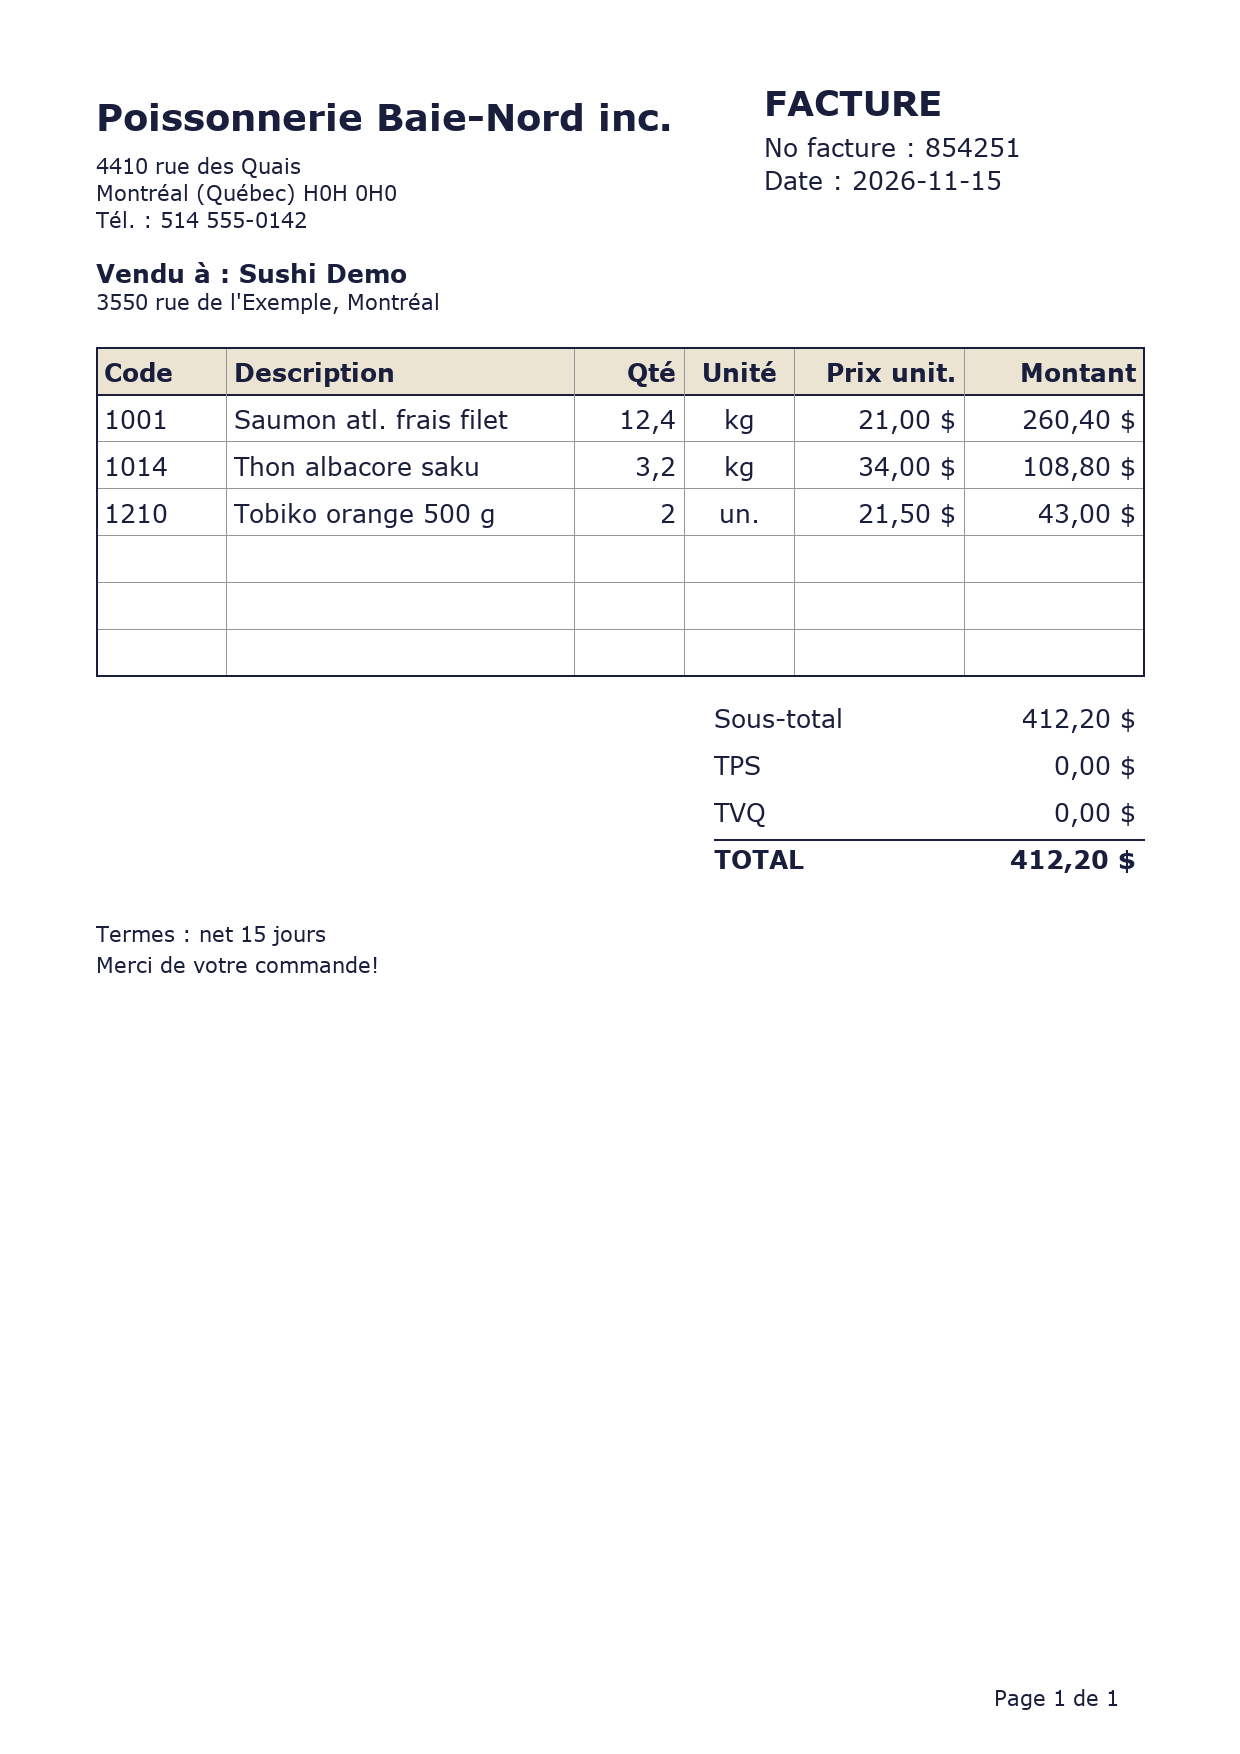 Poissonnerie Baie-Nord inc.
4410 rue des Quais
Montréal (Québec) H0H 0H0
Tél. : 514 555-0142
FACTURE
No facture : 854251
Date : 2026-11-15
Vendu à : Sushi Demo
3550 rue de l'Exemple, Montréal
Code Description Qté Unité Prix unit. Montant
1001 Saumon atl. frais filet 12,4 kg 21,00 $ 260,40 $
1014 Thon albacore saku 3,2 kg 34,00 $ 108,80 $
1210 Tobiko orange 500 g 2 un. 21,50 $ 43,00 $
Sous-total 412,20 $
TPS 0,00 $
TVQ 0,00 $
TOTAL 412,20 $
Termes : net 15 jours
Merci de votre commande!
Page 1 de 1